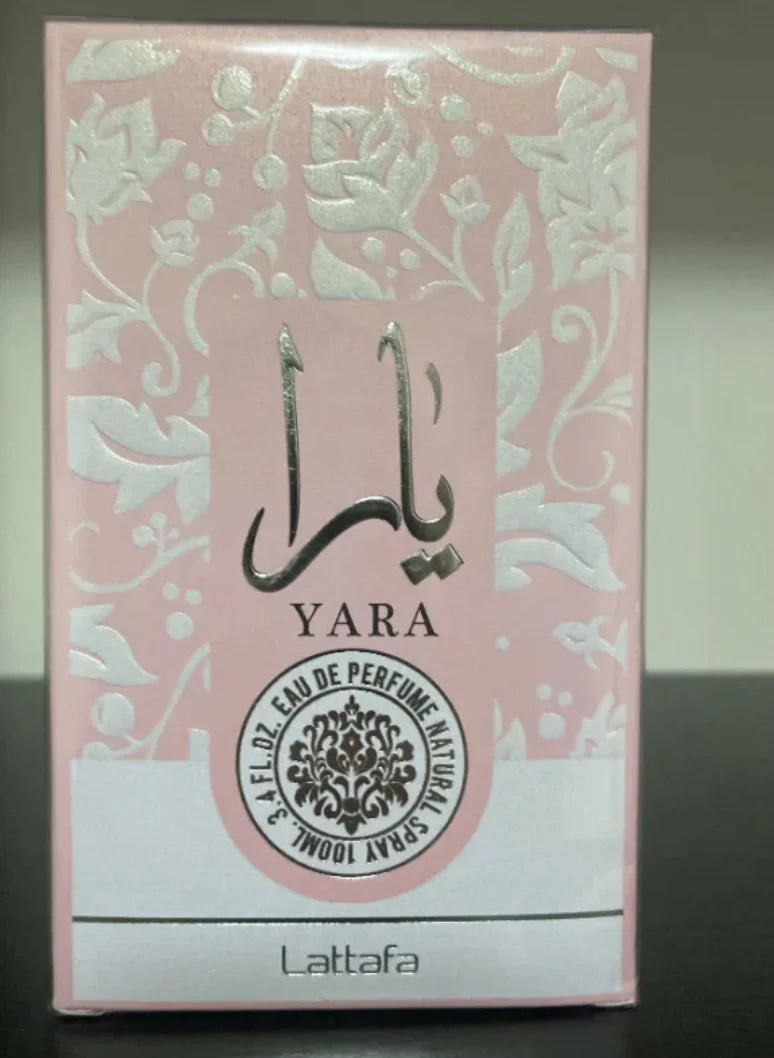 يارا
YARA
EAU DE PERFUME NATURAL SPRAY 100ML. 3.4 FL.OZ.
Lattafa